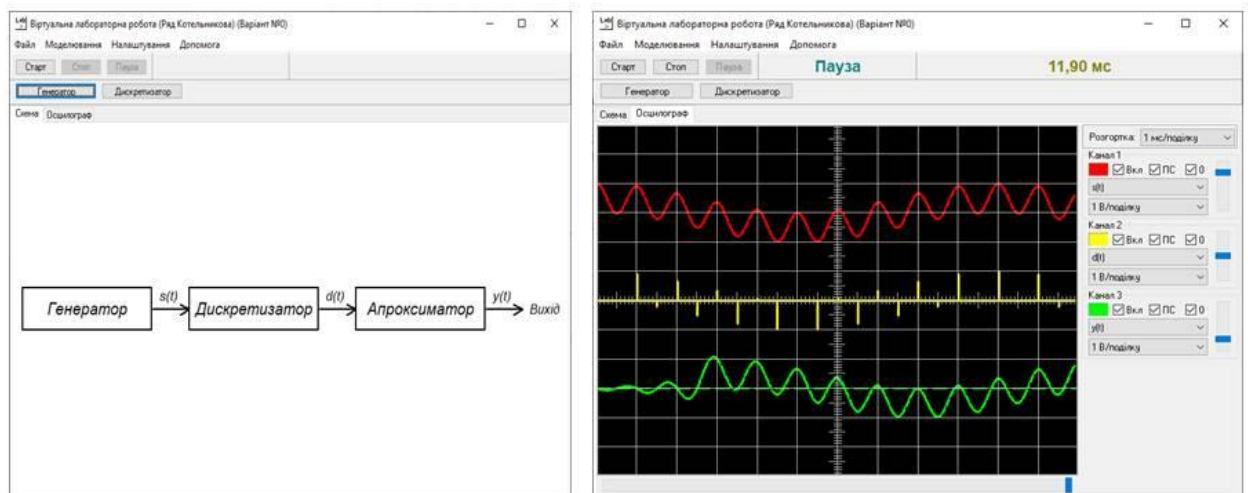 Віртуальна лабораторна робота (Ряд Котельникова) (Варіант №0)
Файл Моделювання Налаштування Допомога
Старт Стоп Пауза
Генератор Дискретизатор
Схема Осцилограф
Генератор s(t) Дискретизатор d(t) Апроксиматор y(t) Вихід
Віртуальна лабораторна робота (Ряд Котельникова) (Варіант №0)
Файл Моделювання Налаштування Допомога
Старт Стоп Пауза Пауза 11,90 мс
Генератор Дискретизатор
Схема Осцилограф
Розгортка: 1 мс/поділку
Канал 1
Вкл ПС 0
s(t)
1 В/поділку
Канал 2
Вкл ПС 0
d(t)
1 В/поділку
Канал 3
Вкл ПС 0
y(t)
1 В/поділку